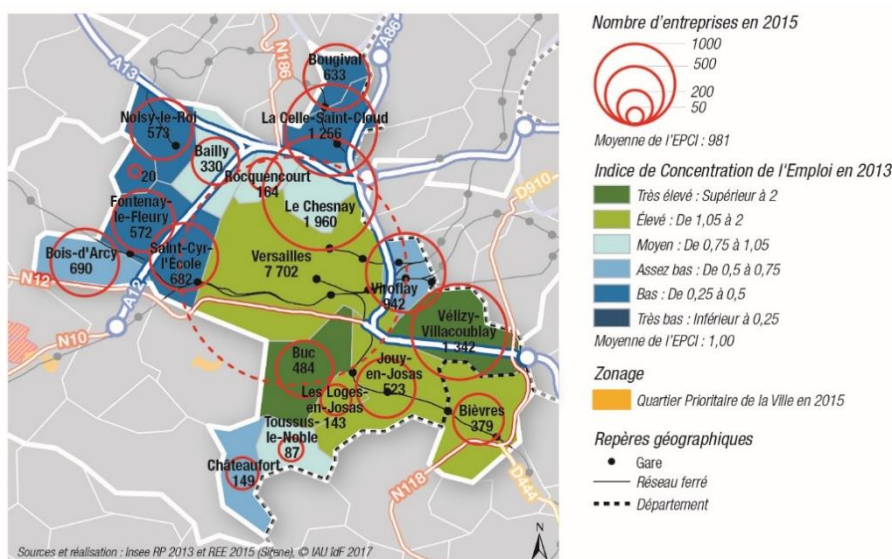 A13
N186
A86
Bougival
633
Noisy-le-Roi
573
La Celle-Saint-Cloud
1 256
Bailly
330
20
Rocquencourt
164
D910
Fontenay-
le-Fleury
572
Le Chesnay
1 960
Bois-d'Arcy
690
Saint-Cyr-
l'École
682
Versailles
7 702
Viroflay
942
N12
A12
N10
Vélizy-
Villacoublay
1 342
Buc
484
Jouy-
en-Josas
523
Les Loges-
en-Josas
143
Bièvres
379
Toussus-
le-Noble
87
Châteaufort
149
N118
D444
N
Sources et réalisation : Insee RP 2013 et REE 2015 (Sirene), © IAU îdF 2017
Nombre d'entreprises en 2015
1000
500
200
50
Moyenne de l'EPCI : 981
Indice de Concentration de l'Emploi en 2013
Très élevé : Supérieur à 2
Élevé : De 1,05 à 2
Moyen : De 0,75 à 1,05
Assez bas : De 0,5 à 0,75
Bas : De 0,25 à 0,5
Très bas : Inférieur à 0,25
Moyenne de l'EPCI : 1,00
Zonage
Quartier Prioritaire de la Ville en 2015
Repères géographiques
Gare
Réseau ferré
Département